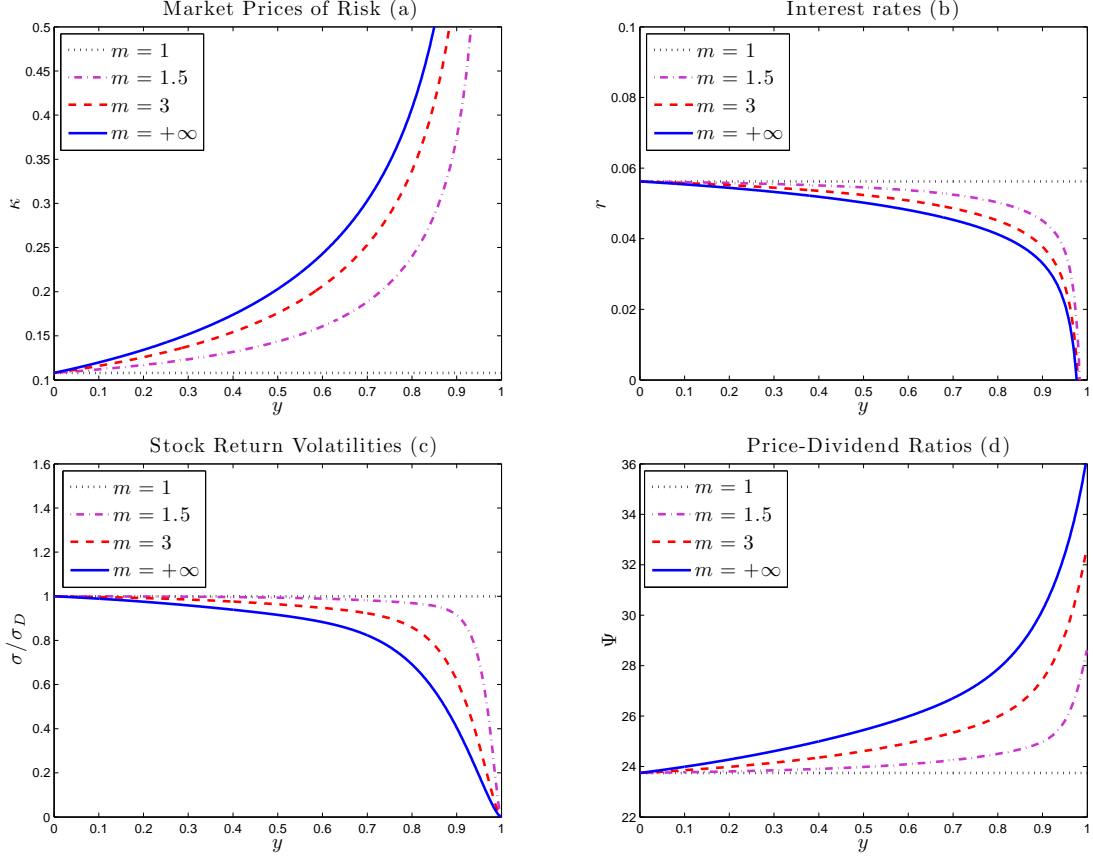 Market Prices of Risk (a)
0.5
0.45
0.4
0.35
0.3
0.25
0.2
0.15
0.1
κ
m = 1
m = 1.5
m = 3
m = +∞
0 0.1 0.2 0.3 0.4 0.5 0.6 0.7 0.8 0.9 1
y
Interest rates (b)
0.1
0.08
0.06
0.04
0.02
0
r
m = 1
m = 1.5
m = 3
m = +∞
0 0.1 0.2 0.3 0.4 0.5 0.6 0.7 0.8 0.9 1
y
Stock Return Volatilities (c)
1.6
1.4
1.2
1
0.8
0.6
0.4
0.2
0
σ/σ_D
m = 1
m = 1.5
m = 3
m = +∞
0 0.1 0.2 0.3 0.4 0.5 0.6 0.7 0.8 0.9 1
y
Price-Dividend Ratios (d)
36
34
32
30
28
26
24
22
Ψ
m = 1
m = 1.5
m = 3
m = +∞
0 0.1 0.2 0.3 0.4 0.5 0.6 0.7 0.8 0.9 1
y